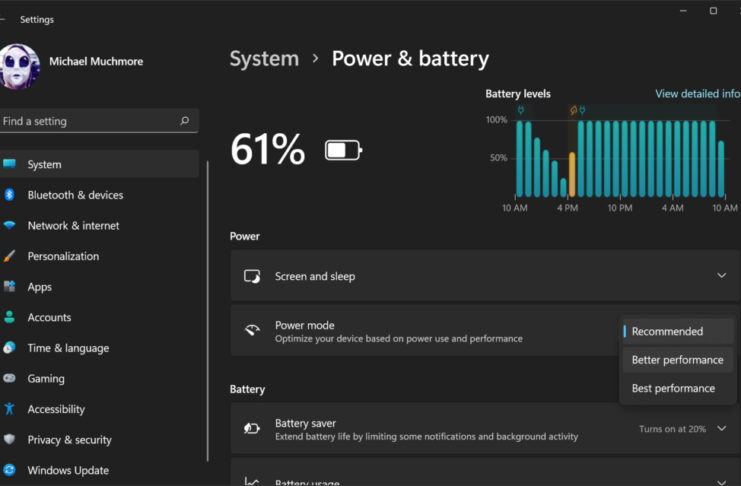 Settings
Michael Muchmore
Find a setting
System
Bluetooth & devices
Network & internet
Personalization
Apps
Accounts
Time & language
Gaming
Accessibility
Privacy & security
Windows Update
System > Power & battery
Battery levels
View detailed info
61%
100%
50%
10 AM 4 PM 10 PM 4 AM 10 AM
Power
Screen and sleep
Power mode
Optimize your device based on power use and performance
Recommended
Better performance
Best performance
Battery
Battery saver
Extend battery life by limiting some notifications and background activity
Turns on at 20%
Battery usage